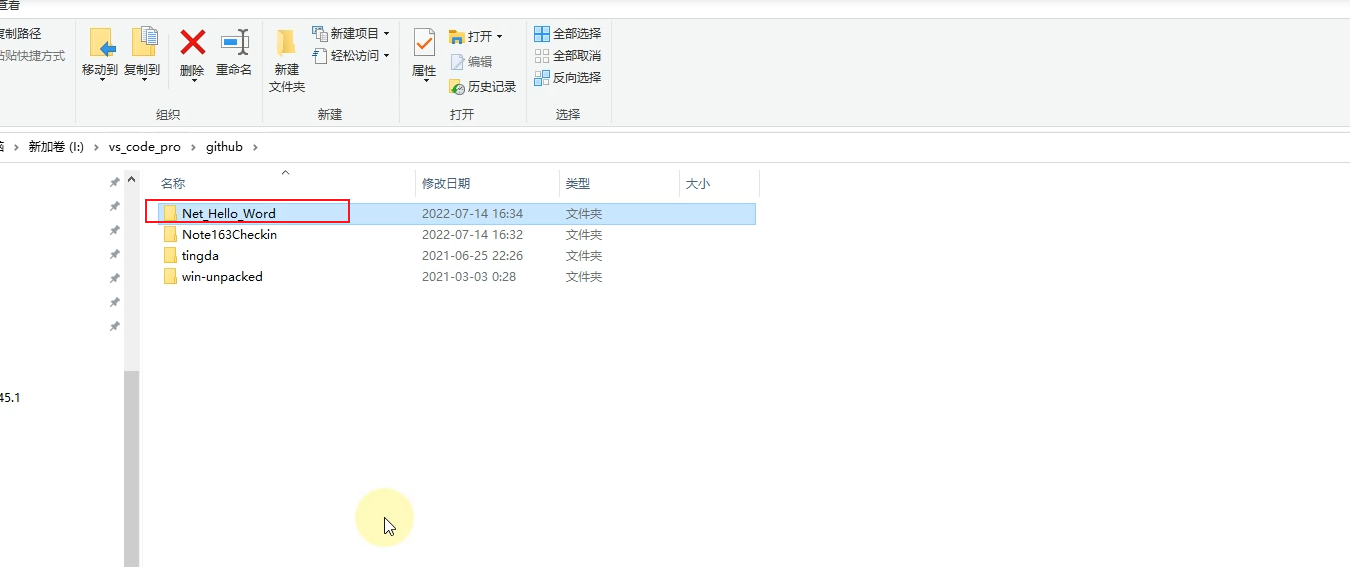 查看
复制路径
粘贴快捷方式
移动到 复制到 删除 重命名
组织
新建
文件夹
新建项目
轻松访问
新建
属性
打开
编辑
历史记录
打开
全部选择
全部取消
反向选择
选择
新加卷 (I:) › vs_code_pro › github ›
名称 修改日期 类型 大小
Net_Hello_Word 2022-07-14 16:34 文件夹
Note163Checkin 2022-07-14 16:32 文件夹
tingda 2021-06-25 22:26 文件夹
win-unpacked 2021-03-03 0:28 文件夹
45.1